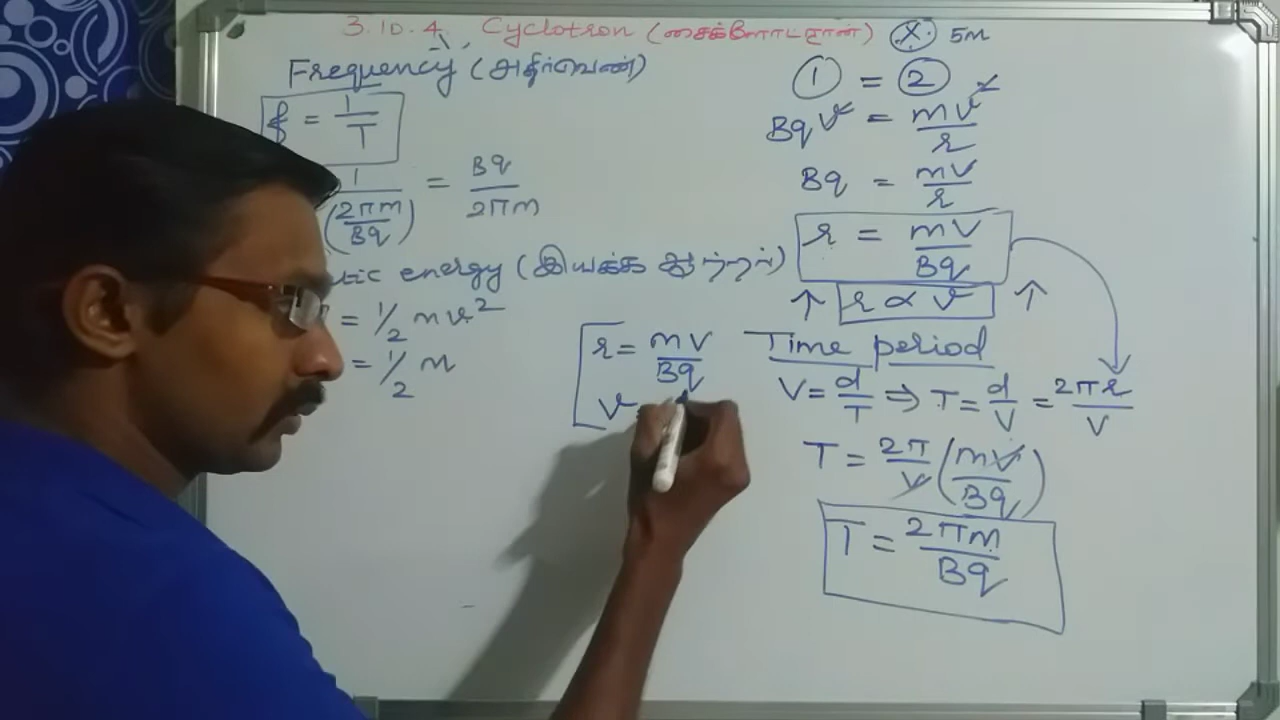 3.10.4. Cyclotron (சைக்ளோட்ரான்) (X) 5M
Frequency (அதிர்வெண்)
f = 1/T
1/(2πm/Bq) = Bq/2πm
tic energy (இயக்க ஆற்றல்)
= 1/2 mv²
= 1/2 m
r = mv/Bq
v =
① = ②
Bqv = mv²/r
Bq = mv/r
r = mv/Bq
↑ r ∝ v ↑
Time period
V = d/T ⇒ T = d/V = 2πr/V
T = 2π/V (mv/Bq)
T = 2πm/Bq